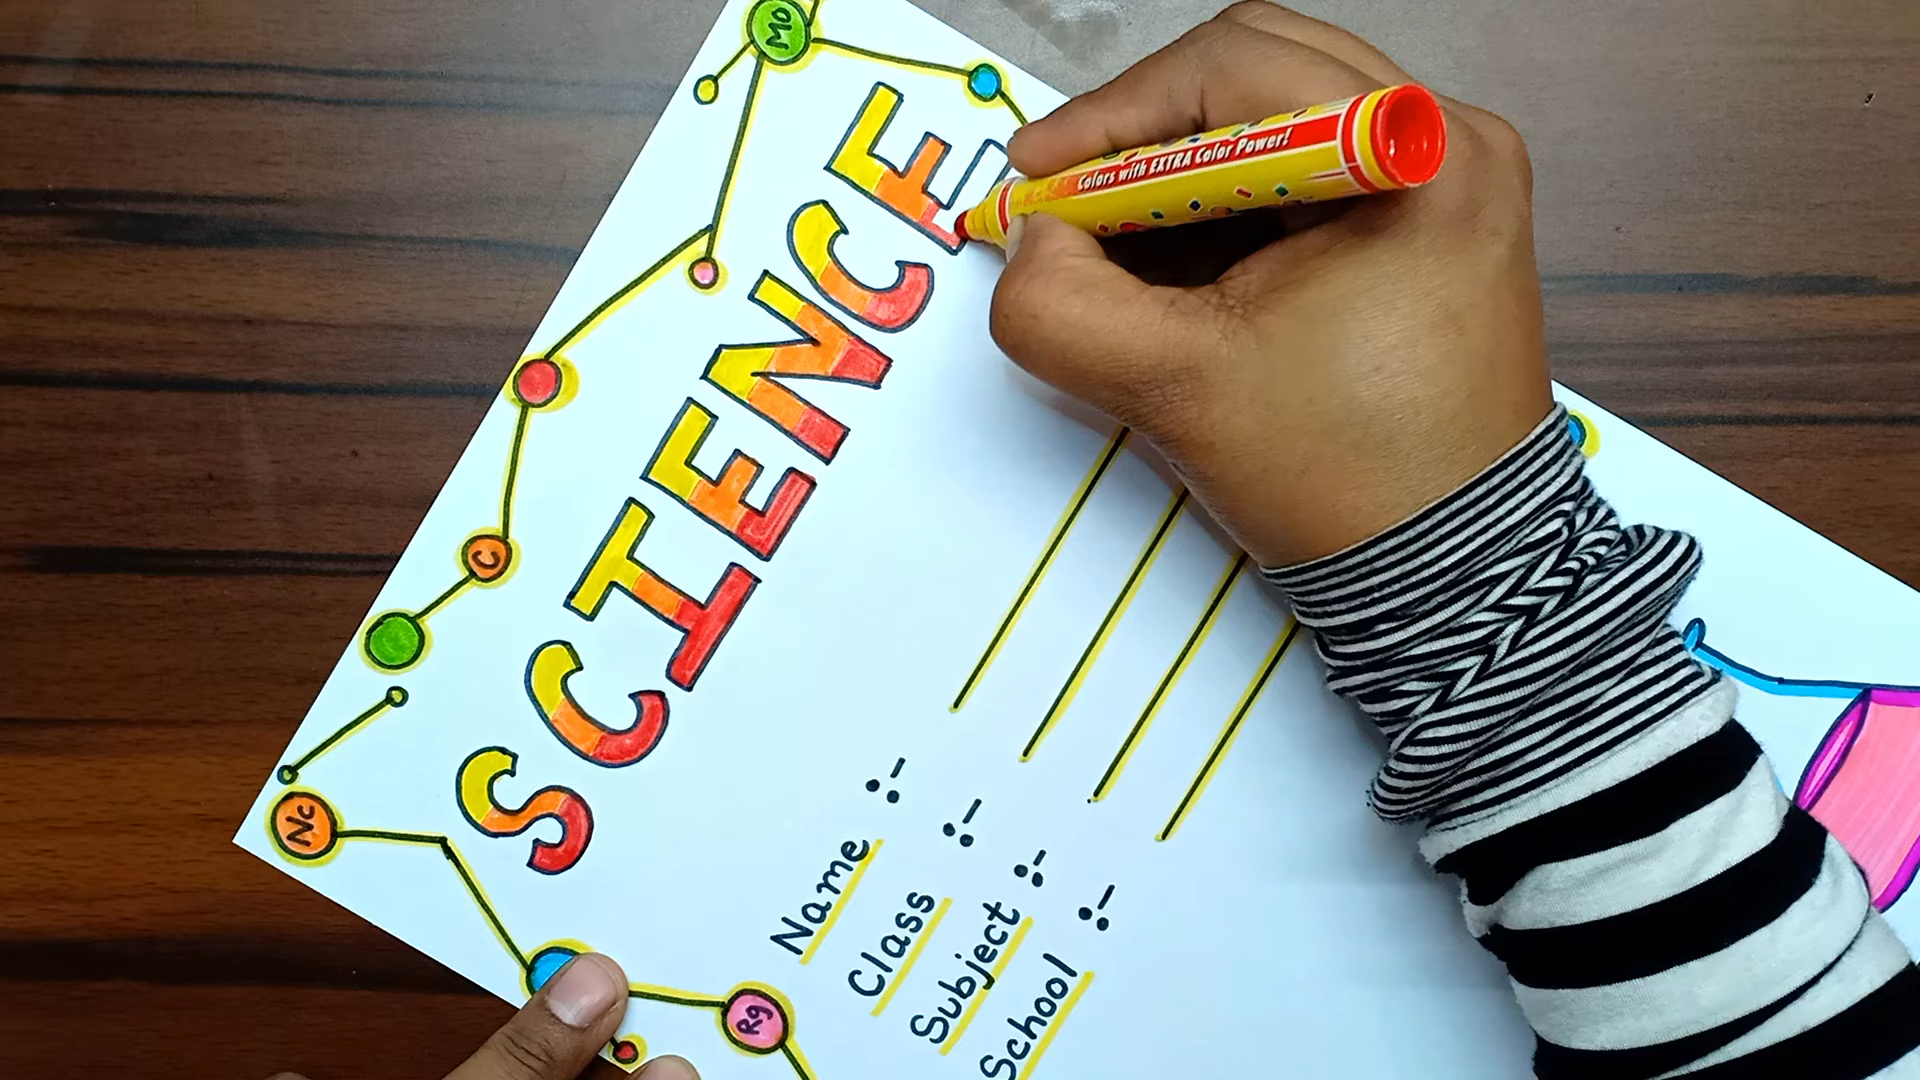 Mo
SCIENCE
Colors with EXTRA Color Power!
C
Nc
Rg
Name :-
Class :-
Subject :-
School :-